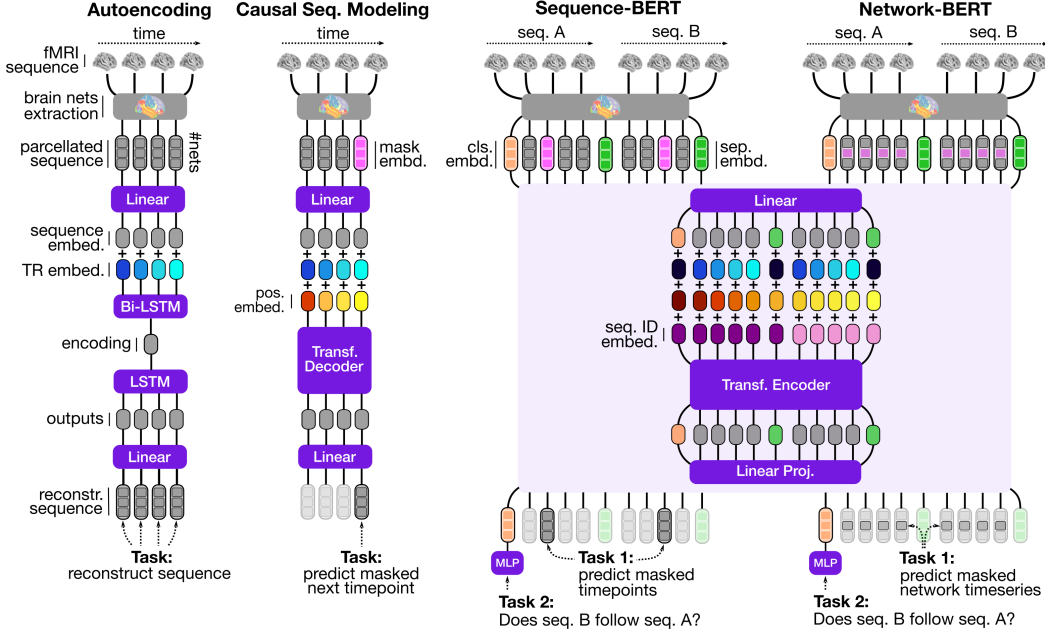 Autoencoding
Causal Seq. Modeling
Sequence-BERT
Network-BERT
time
time
seq. A
seq. B
seq. A
seq. B
fMRI
sequence
brain nets
extraction
parcellated
sequence
#nets
mask
embd.
cls.
embd.
sep.
embd.
Linear
Linear
Linear
sequence
embed.
+ + + +
TR embed.
Bi-LSTM
pos.
embed.
seq. ID
embed.
encoding
Transf.
Decoder
Transf. Encoder
LSTM
outputs
Linear
Linear
Linear Proj.
reconstr.
sequence
Task:
reconstruct sequence
Task:
predict masked
next timepoint
MLP
Task 1:
predict masked
timepoints
Task 2:
Does seq. B follow seq. A?
MLP
Task 1:
predict masked
network timeseries
Task 2:
Does seq. B follow seq. A?